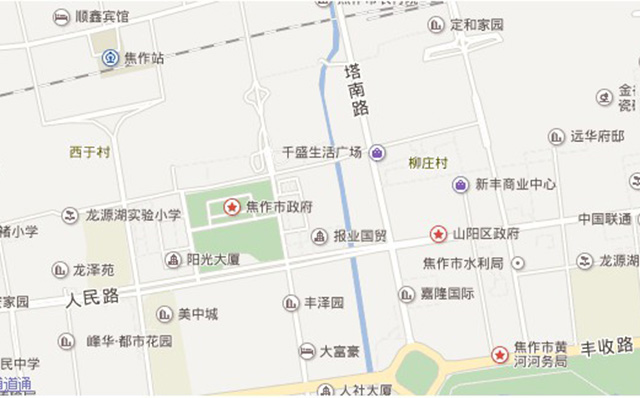 顺鑫宾馆
定和家园
焦作站
塔南路
远华府邸
西于村
千盛生活广场
柳庄村
新丰商业中心
龙源湖实验小学
焦作市政府
中国联通
报业国贸
山阳区政府
阳光大厦
焦作市水利局
龙源湖
龙泽苑
人民路
丰泽园
嘉隆国际
家园
美中城
峰华·都市花园
大富豪
焦作市黄
河河务局
丰收路
民中学
人社大厦